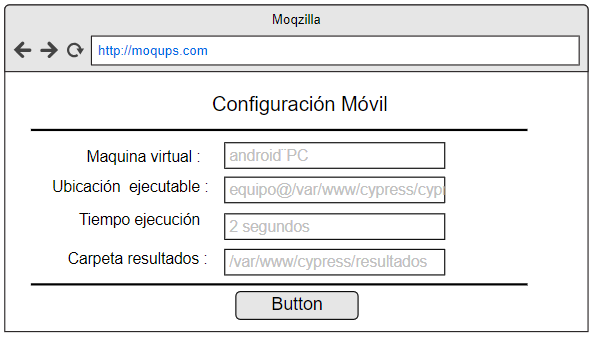 Moqzilla
http://moqups.com
Configuración Móvil
Maquina virtual : android¨PC
Ubicación ejecutable : equipo@/var/www/cypress/cypr
Tiempo ejecución 2 segundos
Carpeta resultados : /var/www/cypress/resultados
Button